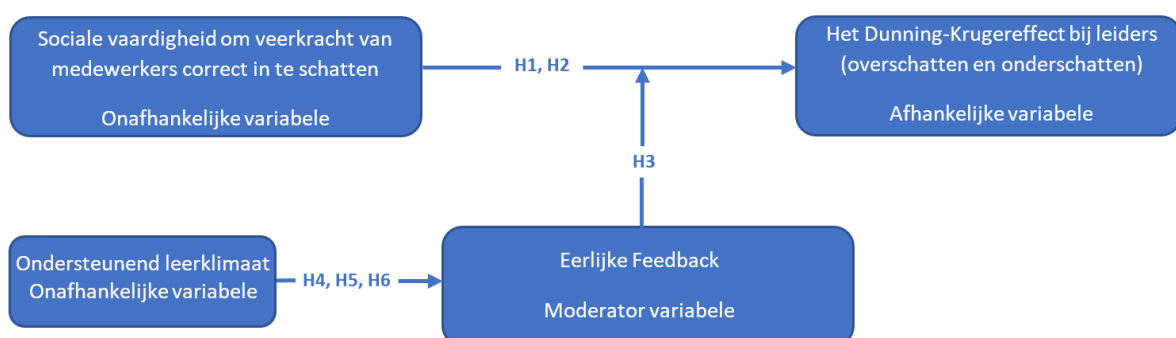 Sociale vaardigheid om veerkracht van
medewerkers correct in te schatten
Onafhankelijke variabele
H1, H2
Het Dunning-Krugereffect bij leiders
(overschatten en onderschatten)
Afhankelijke variabele
H3
Ondersteunend leerklimaat
Onafhankelijke variabele
H4, H5, H6
Eerlijke Feedback
Moderator variabele